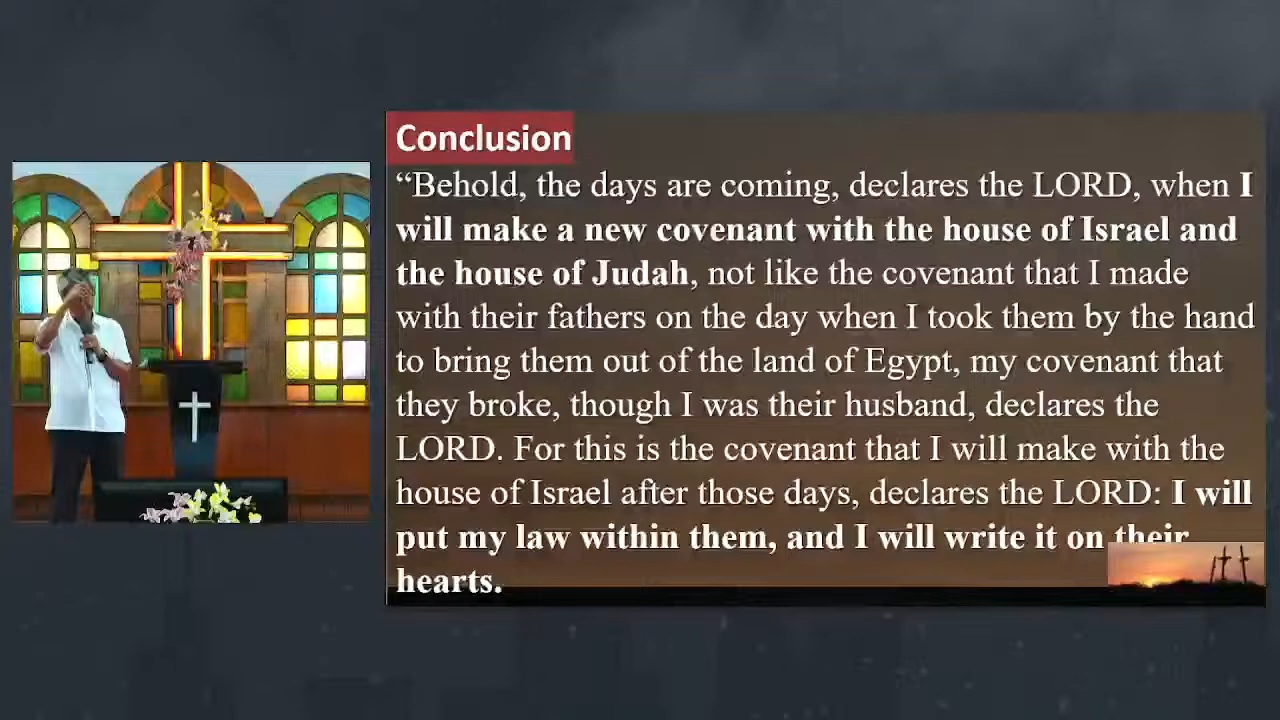 Conclusion
“Behold, the days are coming, declares the LORD, when I
will make a new covenant with the house of Israel and
the house of Judah, not like the covenant that I made
with their fathers on the day when I took them by the hand
to bring them out of the land of Egypt, my covenant that
they broke, though I was their husband, declares the
LORD. For this is the covenant that I will make with the
house of Israel after those days, declares the LORD: I will
put my law within them, and I will write it on their
hearts.